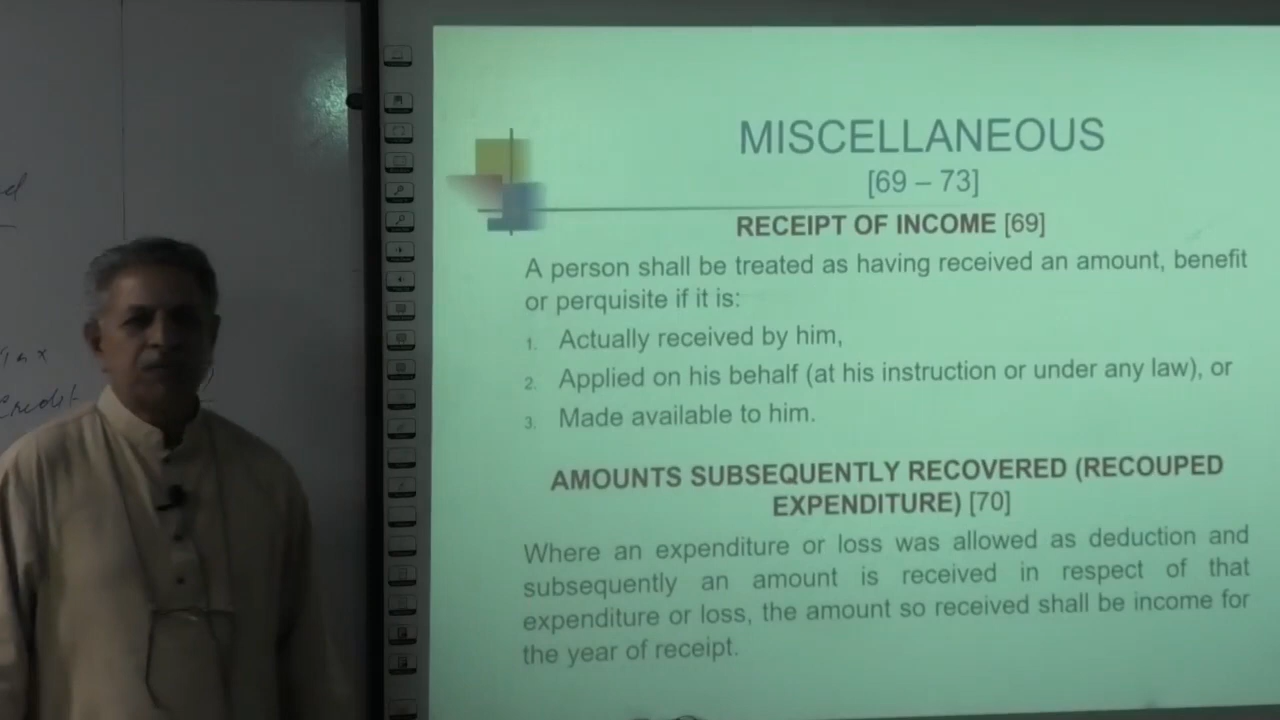 MISCELLANEOUS
[69 – 73]
RECEIPT OF INCOME [69]
A person shall be treated as having received an amount, benefit
or perquisite if it is:
1. Actually received by him,
2. Applied on his behalf (at his instruction or under any law), or
3. Made available to him.
AMOUNTS SUBSEQUENTLY RECOVERED (RECOUPED
EXPENDITURE) [70]
Where an expenditure or loss was allowed as deduction and
subsequently an amount is received in respect of that
expenditure or loss, the amount so received shall be income for
the year of receipt.
Credit